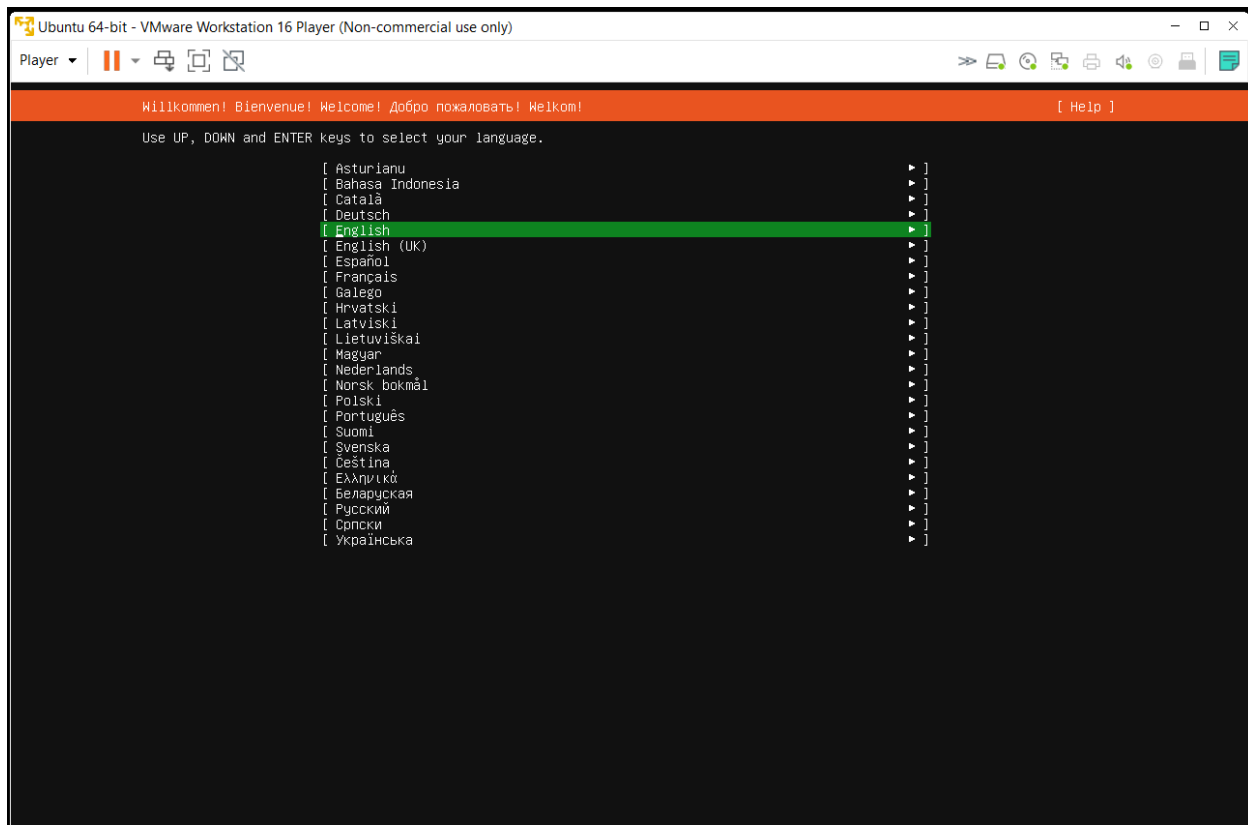 Ubuntu 64-bit - VMware Workstation 16 Player (Non-commercial use only)
Player
Willkommen! Bienvenue! Welcome! Добро пожаловать! Welkom! [ Help ]
Use UP, DOWN and ENTER keys to select your language.
[ Asturianu ► ]
[ Bahasa Indonesia ► ]
[ Català ► ]
[ Deutsch ► ]
[ English ► ]
[ English (UK) ► ]
[ Español ► ]
[ Français ► ]
[ Galego ► ]
[ Hrvatski ► ]
[ Latviski ► ]
[ Lietuviškai ► ]
[ Magyar ► ]
[ Nederlands ► ]
[ Norsk bokmål ► ]
[ Polski ► ]
[ Português ► ]
[ Suomi ► ]
[ Svenska ► ]
[ Čeština ► ]
[ Ελληνικά ► ]
[ Беларуская ► ]
[ Русский ► ]
[ Српски ► ]
[ Українська ► ]